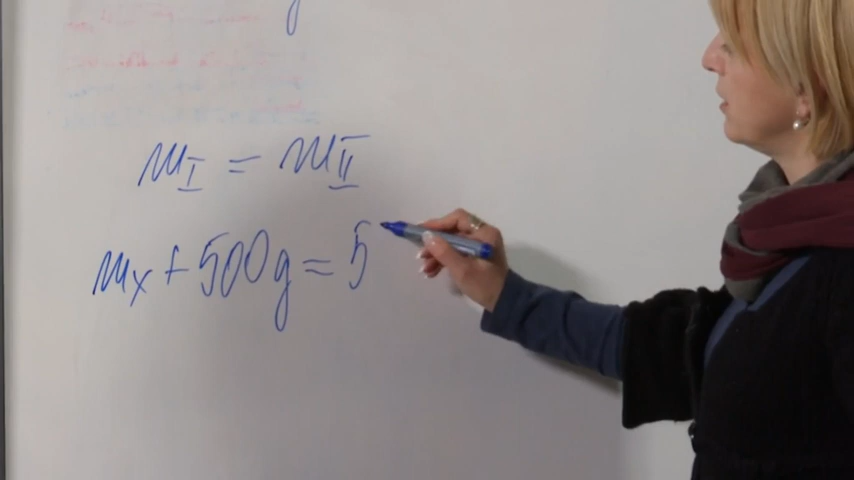 m_I = m_II
m_x + 500g = 5